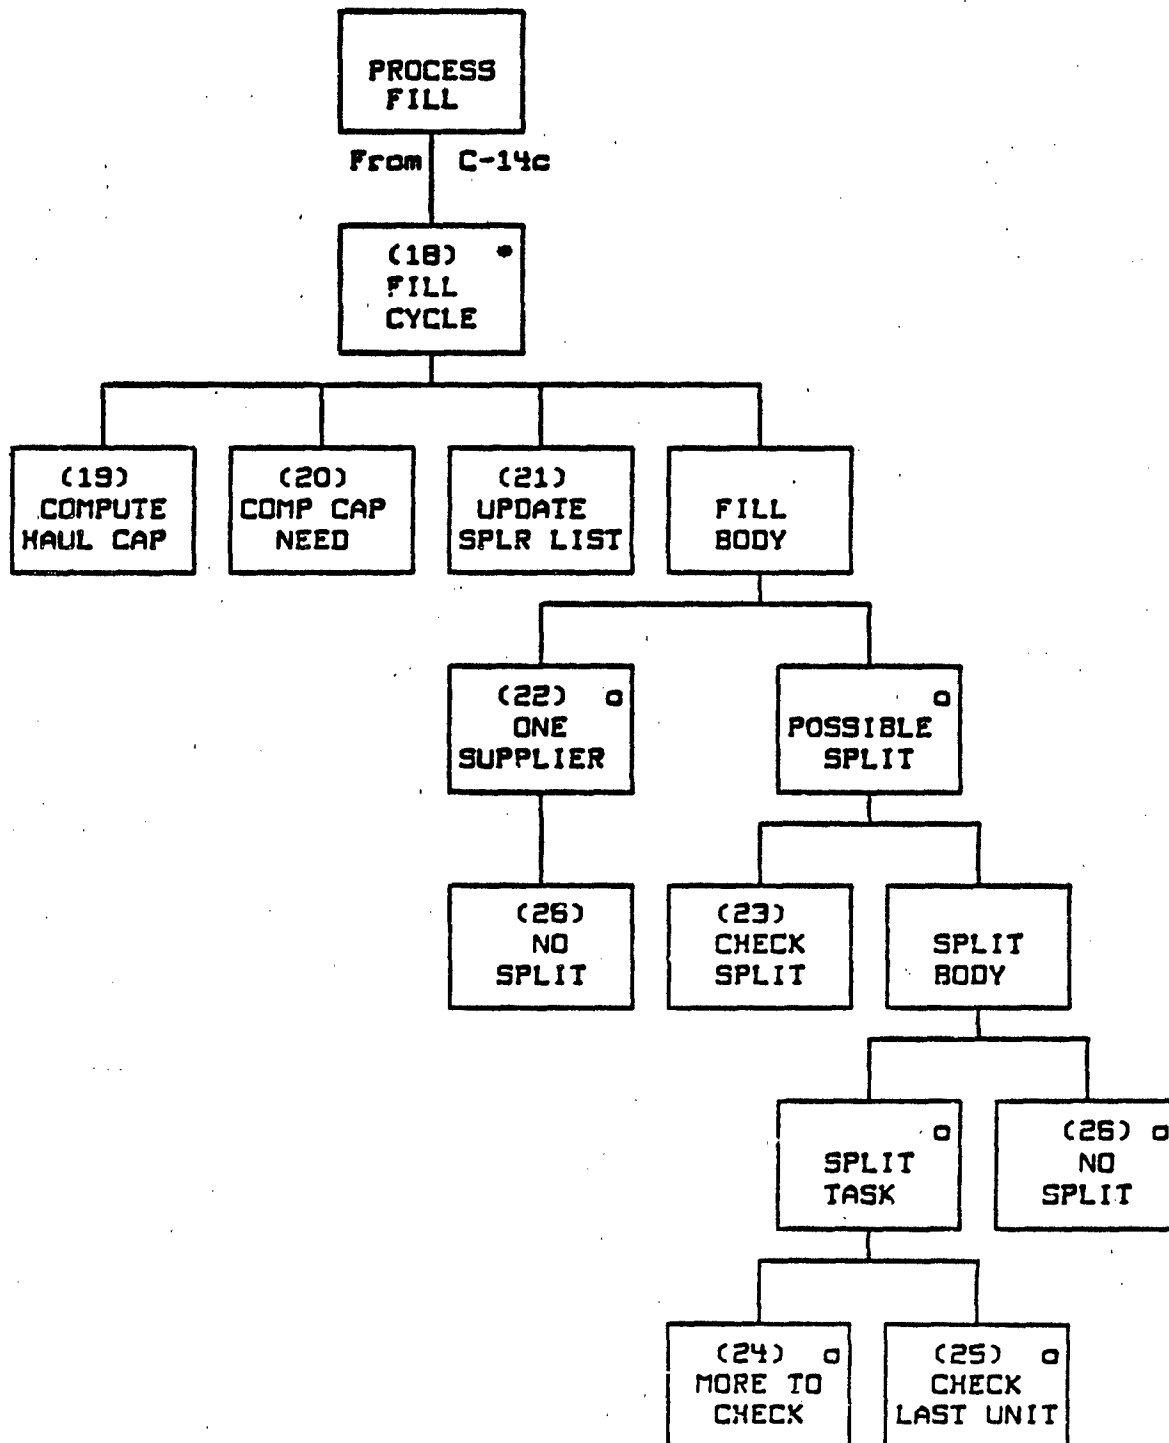 PROCESS
FILL
From C-14c
(18) *
FILL
CYCLE
(19)
COMPUTE
HAUL CAP
(20)
COMP CAP
NEED
(21)
UPDATE
SPLR LIST
FILL
BODY
(22) o
ONE
SUPPLIER
o
POSSIBLE
SPLIT
(26)
NO
SPLIT
(23)
CHECK
SPLIT
SPLIT
BODY
o
SPLIT
TASK
(26) o
NO
SPLIT
(24) o
MORE TO
CHECK
(25) o
CHECK
LAST UNIT